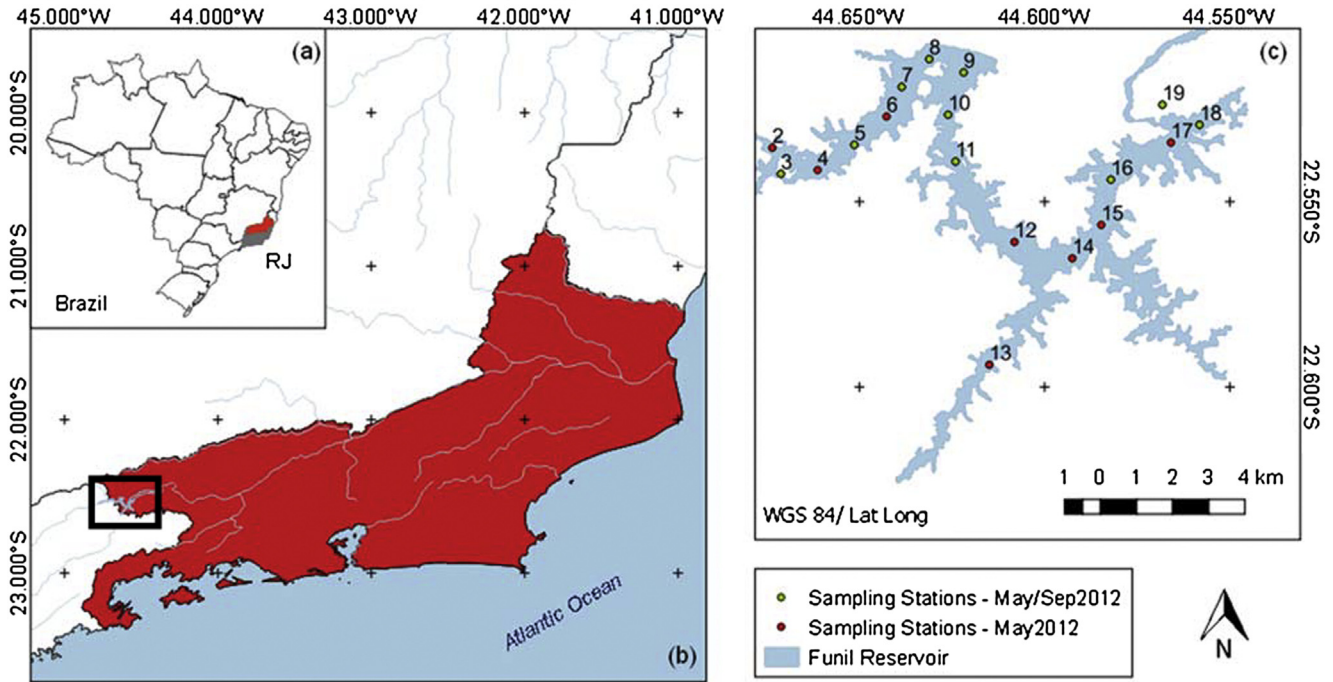 45.000°W 44.000°W 43.000°W 42.000°W 41.000°W
20.000°S
21.000°S
22.000°S
23.000°S
(a)
RJ
Brazil
Atlantic Ocean
(b)
44.650°W 44.600°W 44.550°W
(c)
8
9
7
19
6
10
18
2
5
17
3
4
11
16
15
12
14
13
22.550°S
22.600°S
1 0 1 2 3 4 km
WGS 84/ Lat Long
Sampling Stations - May/Sep2012
Sampling Stations - May2012
Funil Reservoir
N